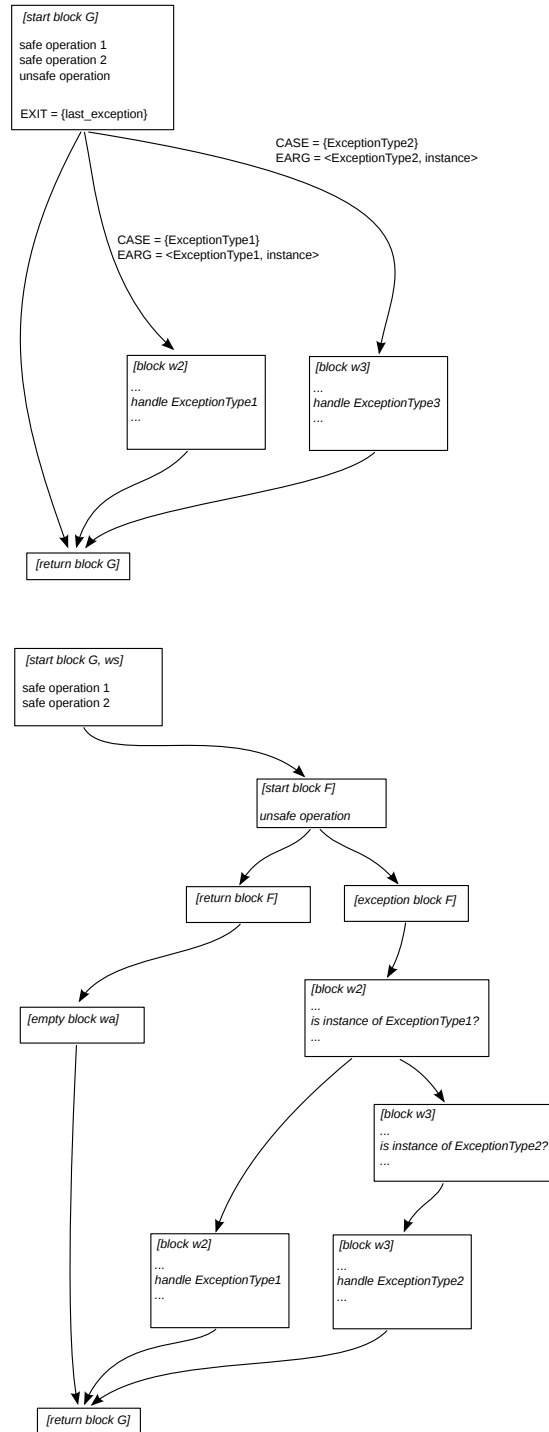 [start block G]
safe operation 1
safe operation 2
unsafe operation
EXIT = {last_exception}
CASE = {ExceptionType2}
EARG = <ExceptionType2, instance>
CASE = {ExceptionType1}
EARG = <ExceptionType1, instance>
[block w2]
...
handle ExceptionType1
...
[block w3]
...
handle ExceptionType3
...
[return block G]
[start block G, ws]
safe operation 1
safe operation 2
[start block F]
unsafe operation
[return block F]
[exception block F]
[block w2]
...
is instance of ExceptionType1?
...
[empty block wa]
[block w3]
...
is instance of ExceptionType2?
...
[block w2]
...
handle ExceptionType1
...
[block w3]
...
handle ExceptionType2
...
[return block G]